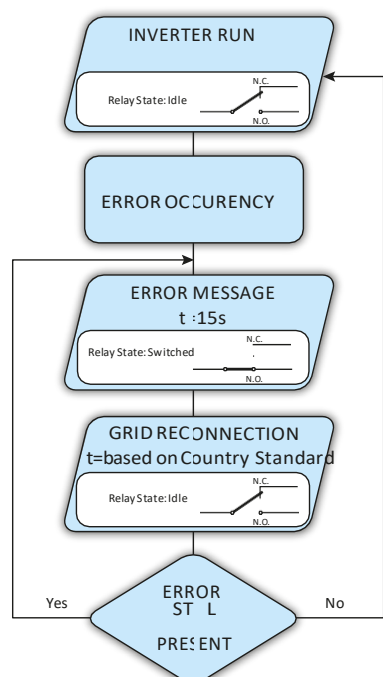 INVERTER RUN
N.C.
Relay State: Idle
N.O.
ERROR OCCURENCY
ERROR MESSAGE
t :15s
N.C.
Relay State: Switched
N.O.
GRID RECONNECTION
t=based on Country Standard
N.C.
Relay State: Idle
N.O.
Yes
ERROR
ST L
No
PRESENT